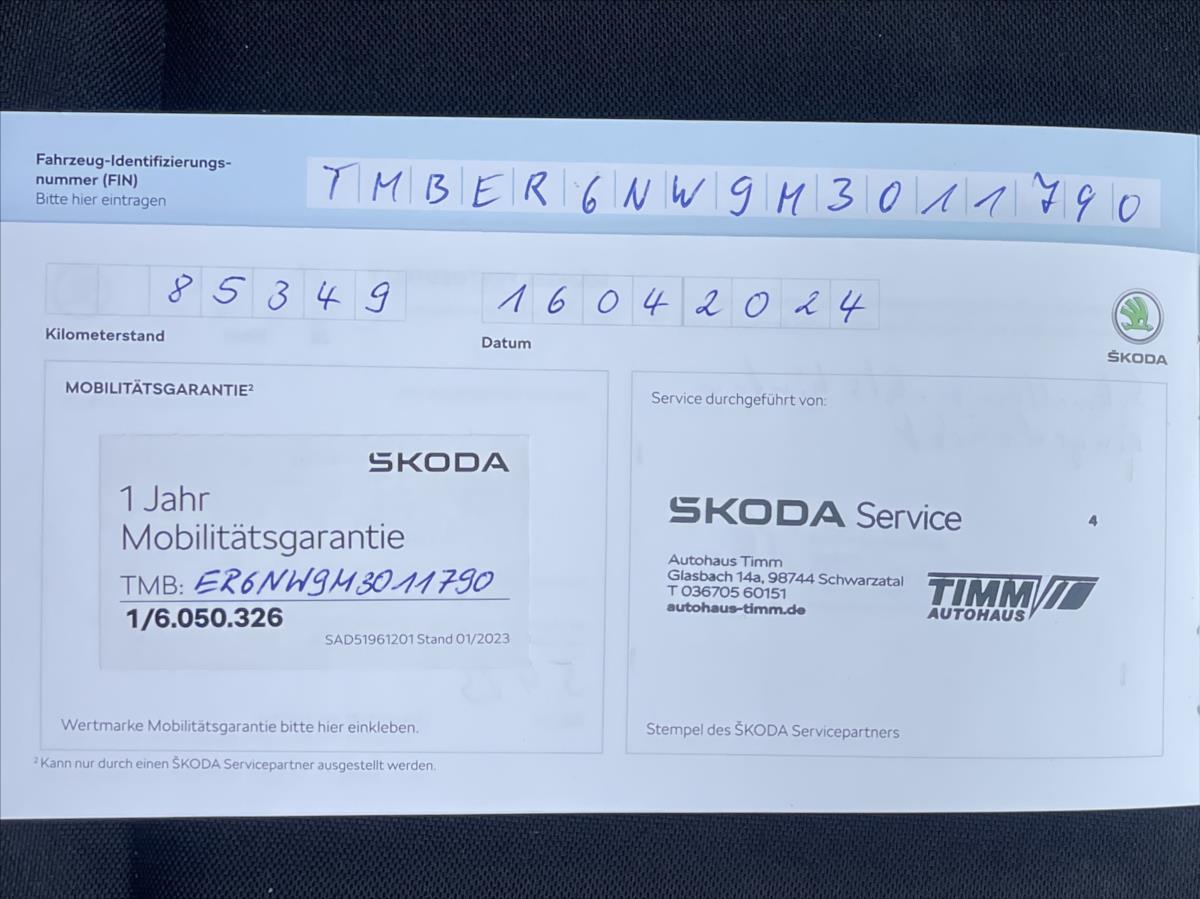 Fahrzeug-Identifizierungs-
nummer (FIN)
Bitte hier eintragen
TMBER6NW9M3011790
85349
Kilometerstand
16042024
Datum
ŠKODA
MOBILITÄTSGARANTIE²
ŠKODA
1 Jahr
Mobilitätsgarantie
TMB: ER6NW9M3011790
1/6.050.326
SAD51961201 Stand 01/2023
Wertmarke Mobilitätsgarantie bitte hier einkleben.
Service durchgeführt von:
ŠKODA Service 4
Autohaus Timm
Glasbach 14a, 98744 Schwarzatal
T 036705 60151
autohaus-timm.de
TIMM
AUTOHAUS
Stempel des ŠKODA Servicepartners
² Kann nur durch einen ŠKODA Servicepartner ausgestellt werden.